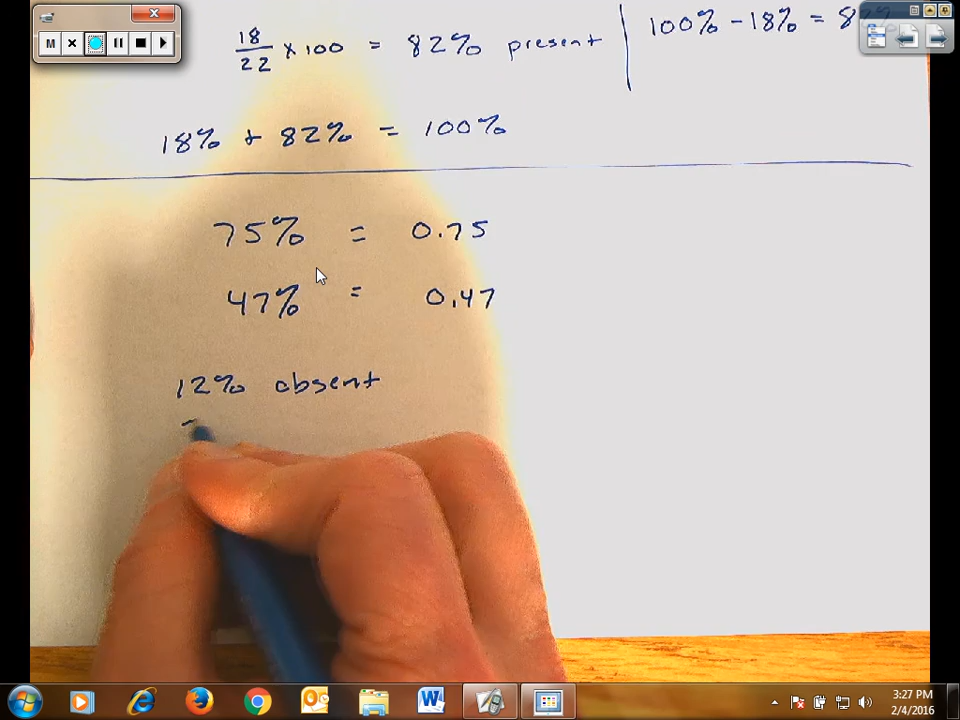 M
18/22 x 100 = 82% present
100% - 18% = 8
18% + 82% = 100%
75% = 0.75
47% = 0.47
12% absent
3:27 PM
2/4/2016